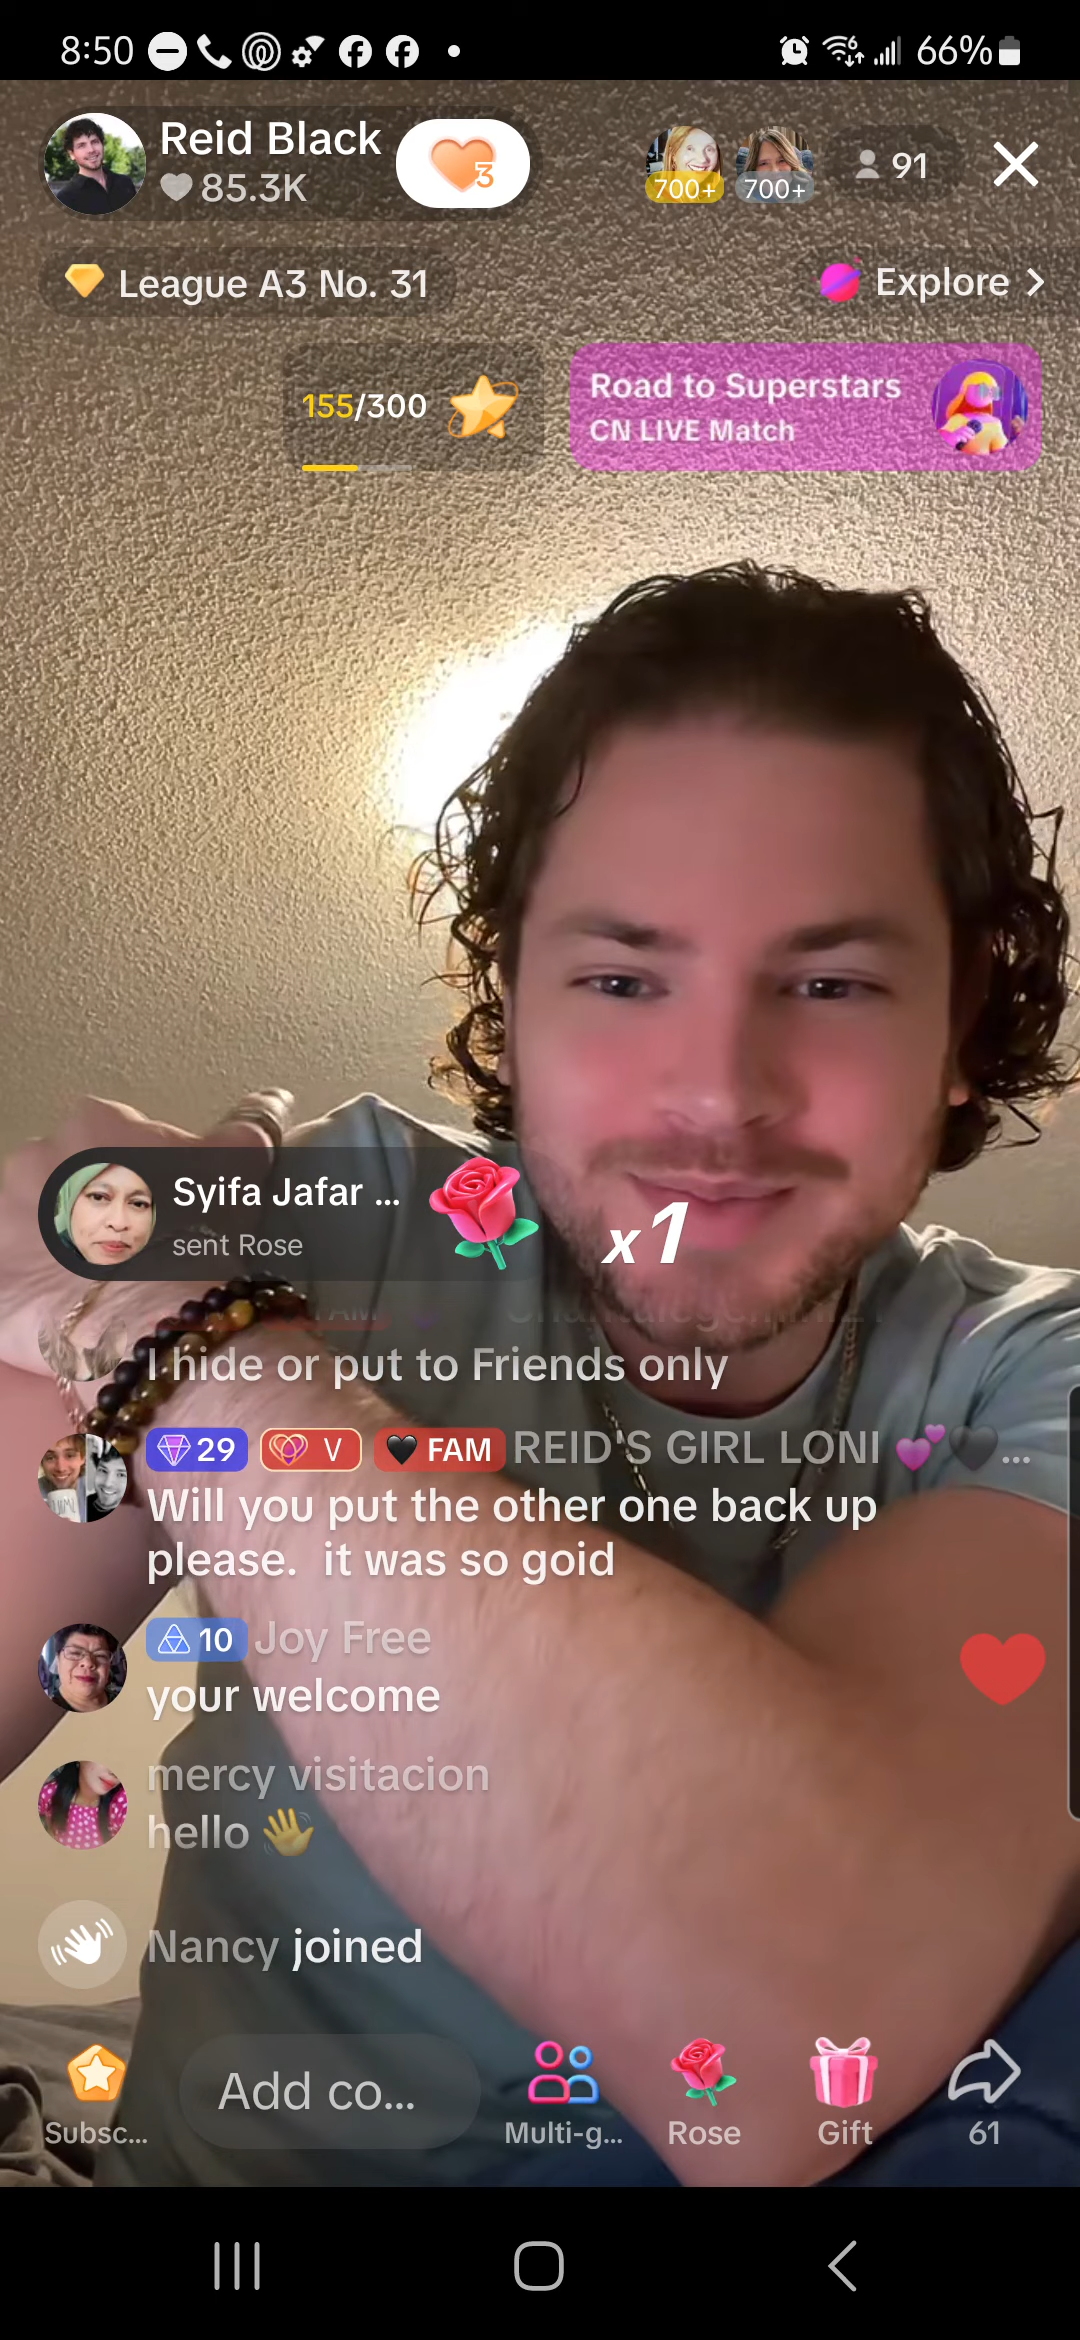 8:50
66%
Reid Black
85.3K
3
700+
700+
91
League A3 No. 31
Explore
155/300
Road to Superstars
CN LIVE Match
Syifa Jafar ...
sent Rose
x1
I hide or put to Friends only
29 V FAM REID'S GIRL LONI ...
Will you put the other one back up
please. it was so goid
10 Joy Free
your welcome
mercy visitacion
hello
Nancy joined
Subsc...
Add co...
Multi-g...
Rose
Gift
61